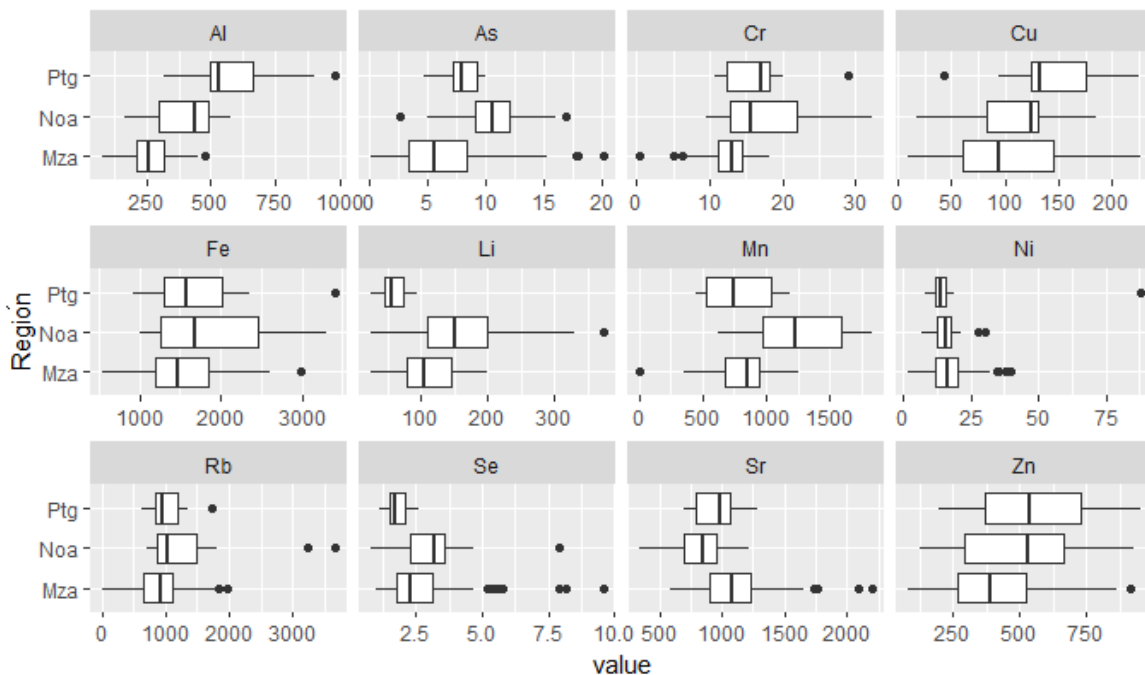 Al As Cr Cu
Ptg
Noa
Mza
250 500 750 1000 0 5 10 15 20 0 10 20 30 0 50 100 150 200
Fe Li Mn Ni
Ptg
Noa
Mza
1000 2000 3000 100 200 300 0 500 1000 1500 0 25 50 75
Región
Rb Se Sr Zn
Ptg
Noa
Mza
0 1000 2000 3000 2.5 5.0 7.5 10.0 500 1000 1500 2000 250 500 750
value